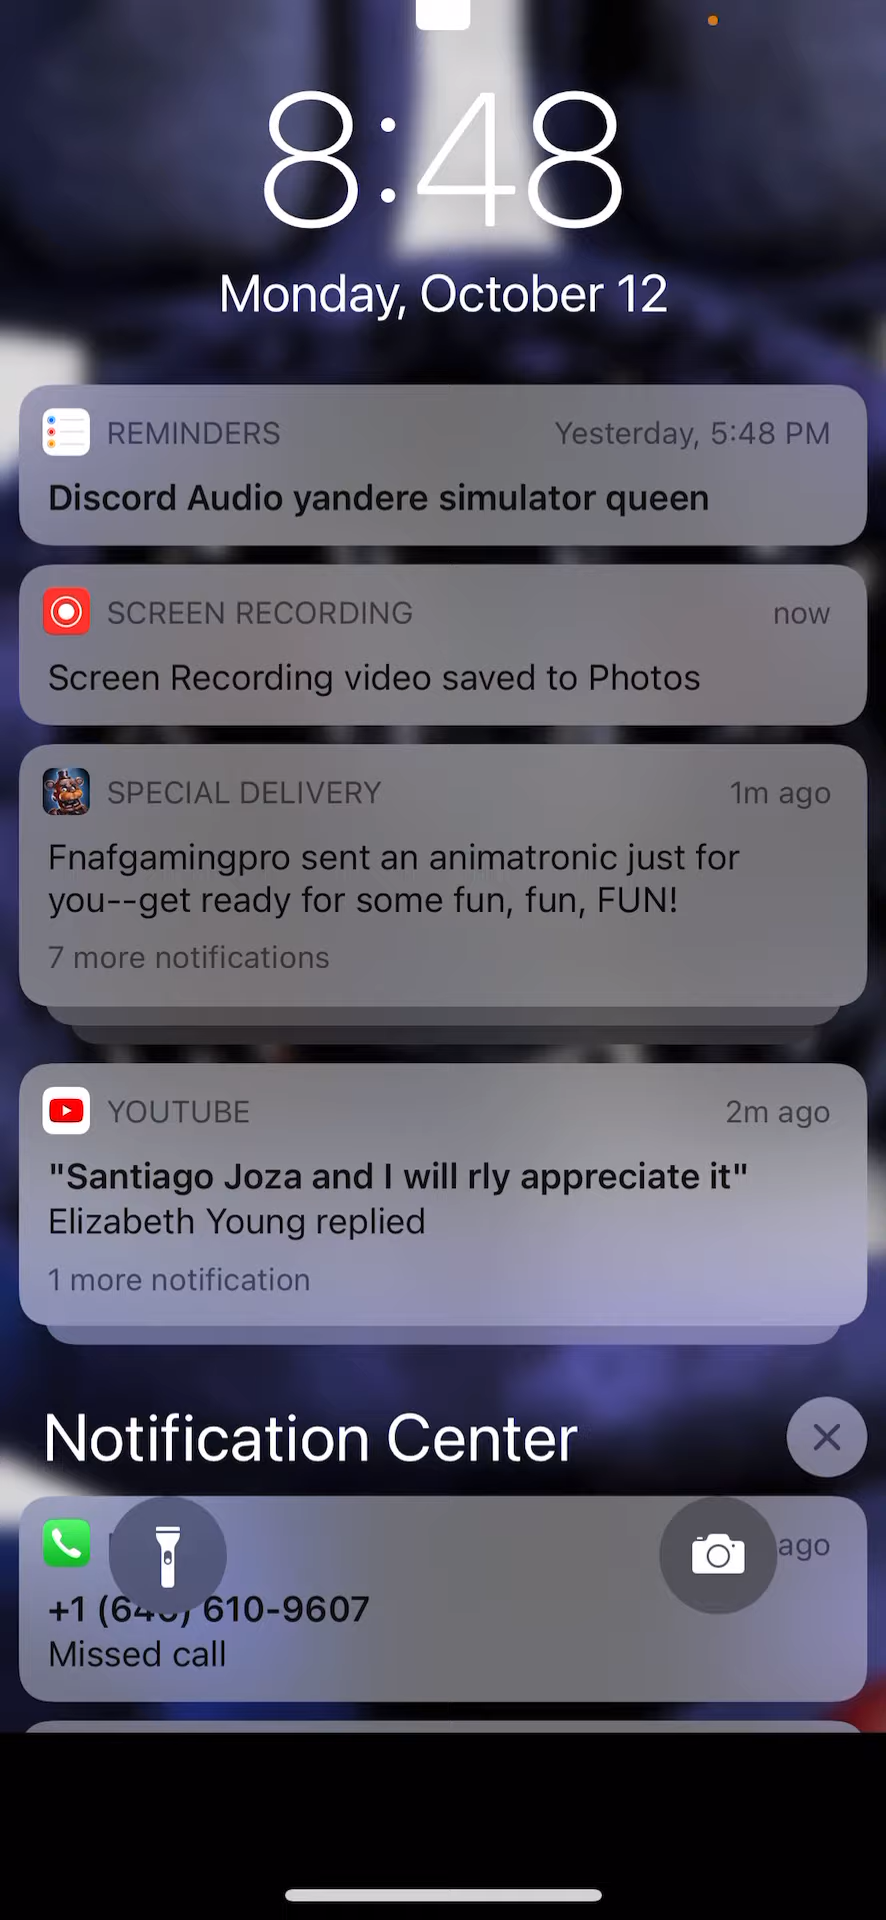 8:48
Monday, October 12
REMINDERS Yesterday, 5:48 PM
Discord Audio yandere simulator queen
SCREEN RECORDING now
Screen Recording video saved to Photos
SPECIAL DELIVERY 1m ago
Fnafgamingpro sent an animatronic just for
you--get ready for some fun, fun, FUN!
7 more notifications
YOUTUBE 2m ago
"Santiago Joza and I will rly appreciate it"
Elizabeth Young replied
1 more notification
Notification Center
ago
+1 (646) 610-9607
Missed call